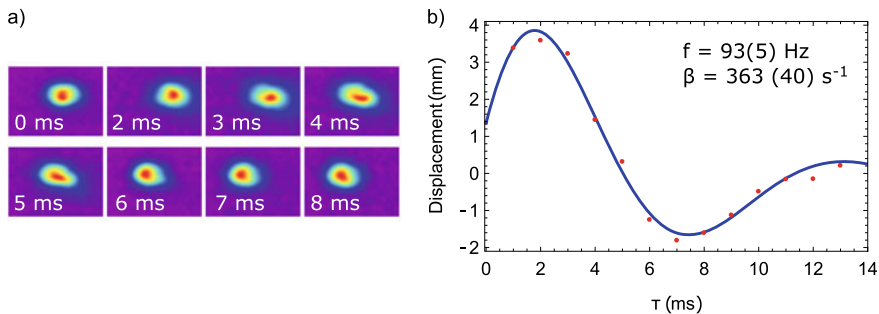 a)
0 ms 2 ms 3 ms 4 ms
5 ms 6 ms 7 ms 8 ms
b)
f = 93(5) Hz
β = 363 (40) s⁻¹
Displacement (mm)
4
3
2
1
0
-1
-2
0 2 4 6 8 10 12 14
τ (ms)